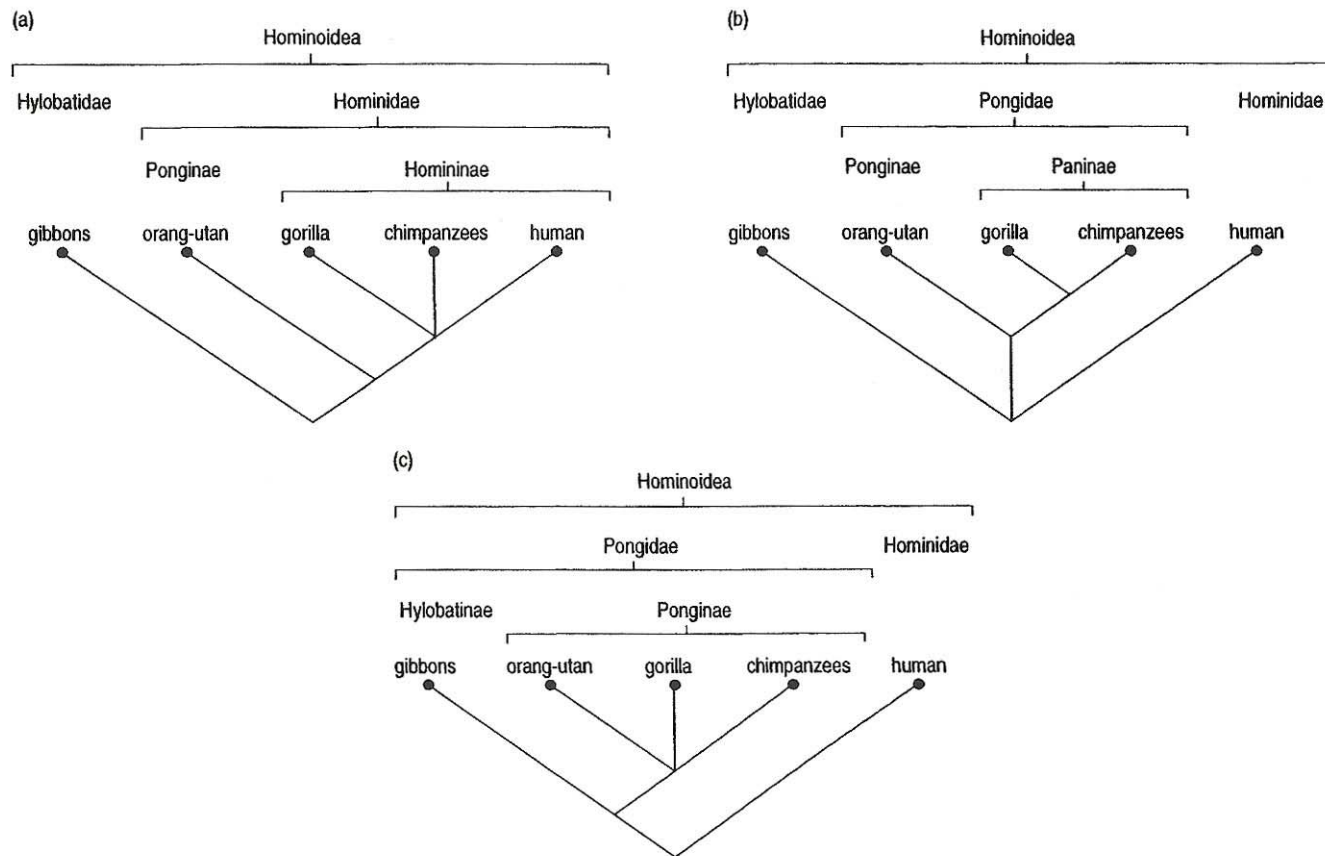 (a)
Hominoidea
Hylobatidae Hominidae
Ponginae Homininae
gibbons orang-utan gorilla chimpanzees human
(b)
Hominoidea
Hylobatidae Pongidae Hominidae
Ponginae Paninae
gibbons orang-utan gorilla chimpanzees human
(c)
Hominoidea
Pongidae Hominidae
Hylobatinae Ponginae
gibbons orang-utan gorilla chimpanzees human